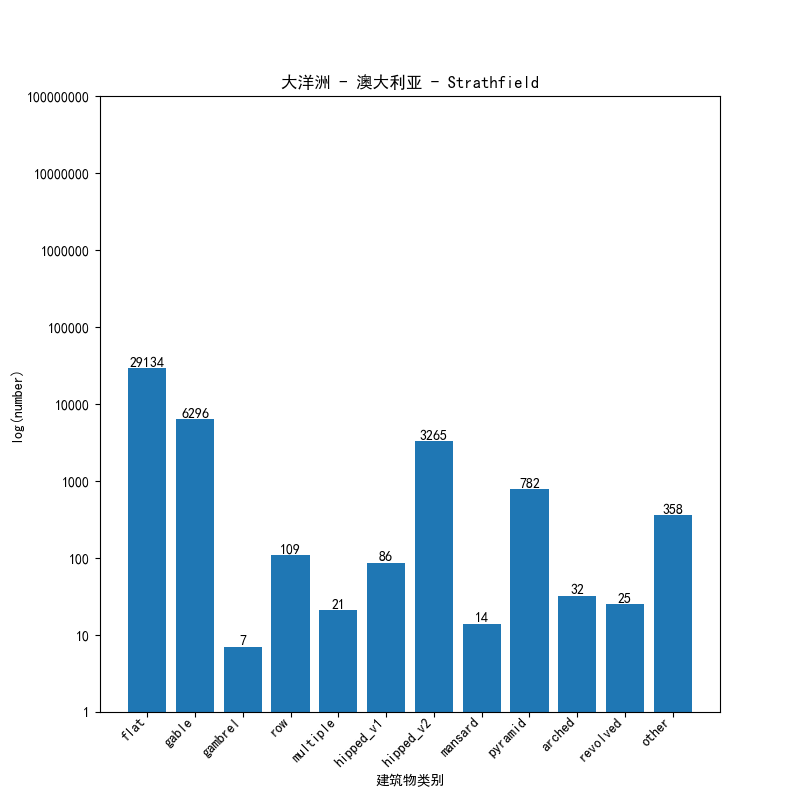 大洋洲 - 澳大利亚 - Strathfield
100000000
10000000
1000000
100000
10000
1000
100
10
1
log(number)
29134
6296
7
109
21
86
3265
14
782
32
25
358
flat
gable
gambrel
row
multiple
hipped_v1
hipped_v2
mansard
pyramid
arched
revolved
other
建筑物类别